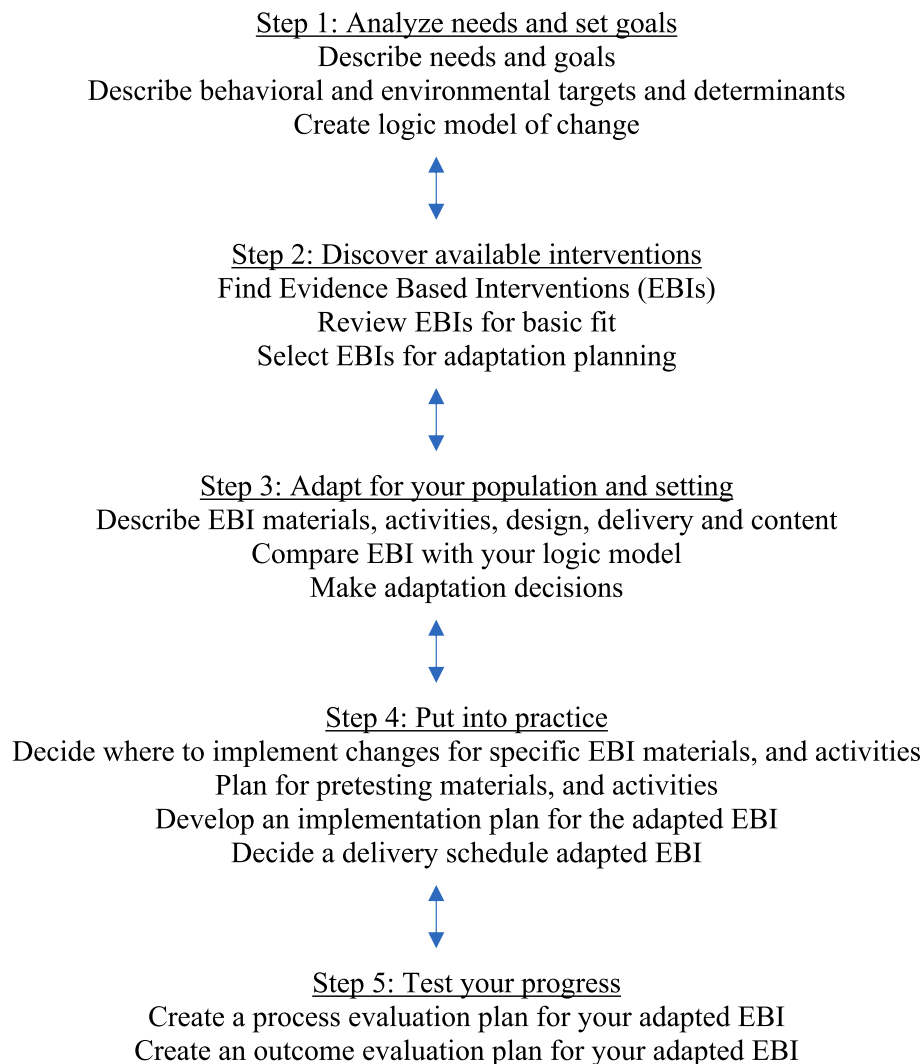 Step 1: Analyze needs and set goals
Describe needs and goals
Describe behavioral and environmental targets and determinants
Create logic model of change
Step 2: Discover available interventions
Find Evidence Based Interventions (EBIs)
Review EBIs for basic fit
Select EBIs for adaptation planning
Step 3: Adapt for your population and setting
Describe EBI materials, activities, design, delivery and content
Compare EBI with your logic model
Make adaptation decisions
Step 4: Put into practice
Decide where to implement changes for specific EBI materials, and activities
Plan for pretesting materials, and activities
Develop an implementation plan for the adapted EBI
Decide a delivery schedule adapted EBI
Step 5: Test your progress
Create a process evaluation plan for your adapted EBI
Create an outcome evaluation plan for your adapted EBI